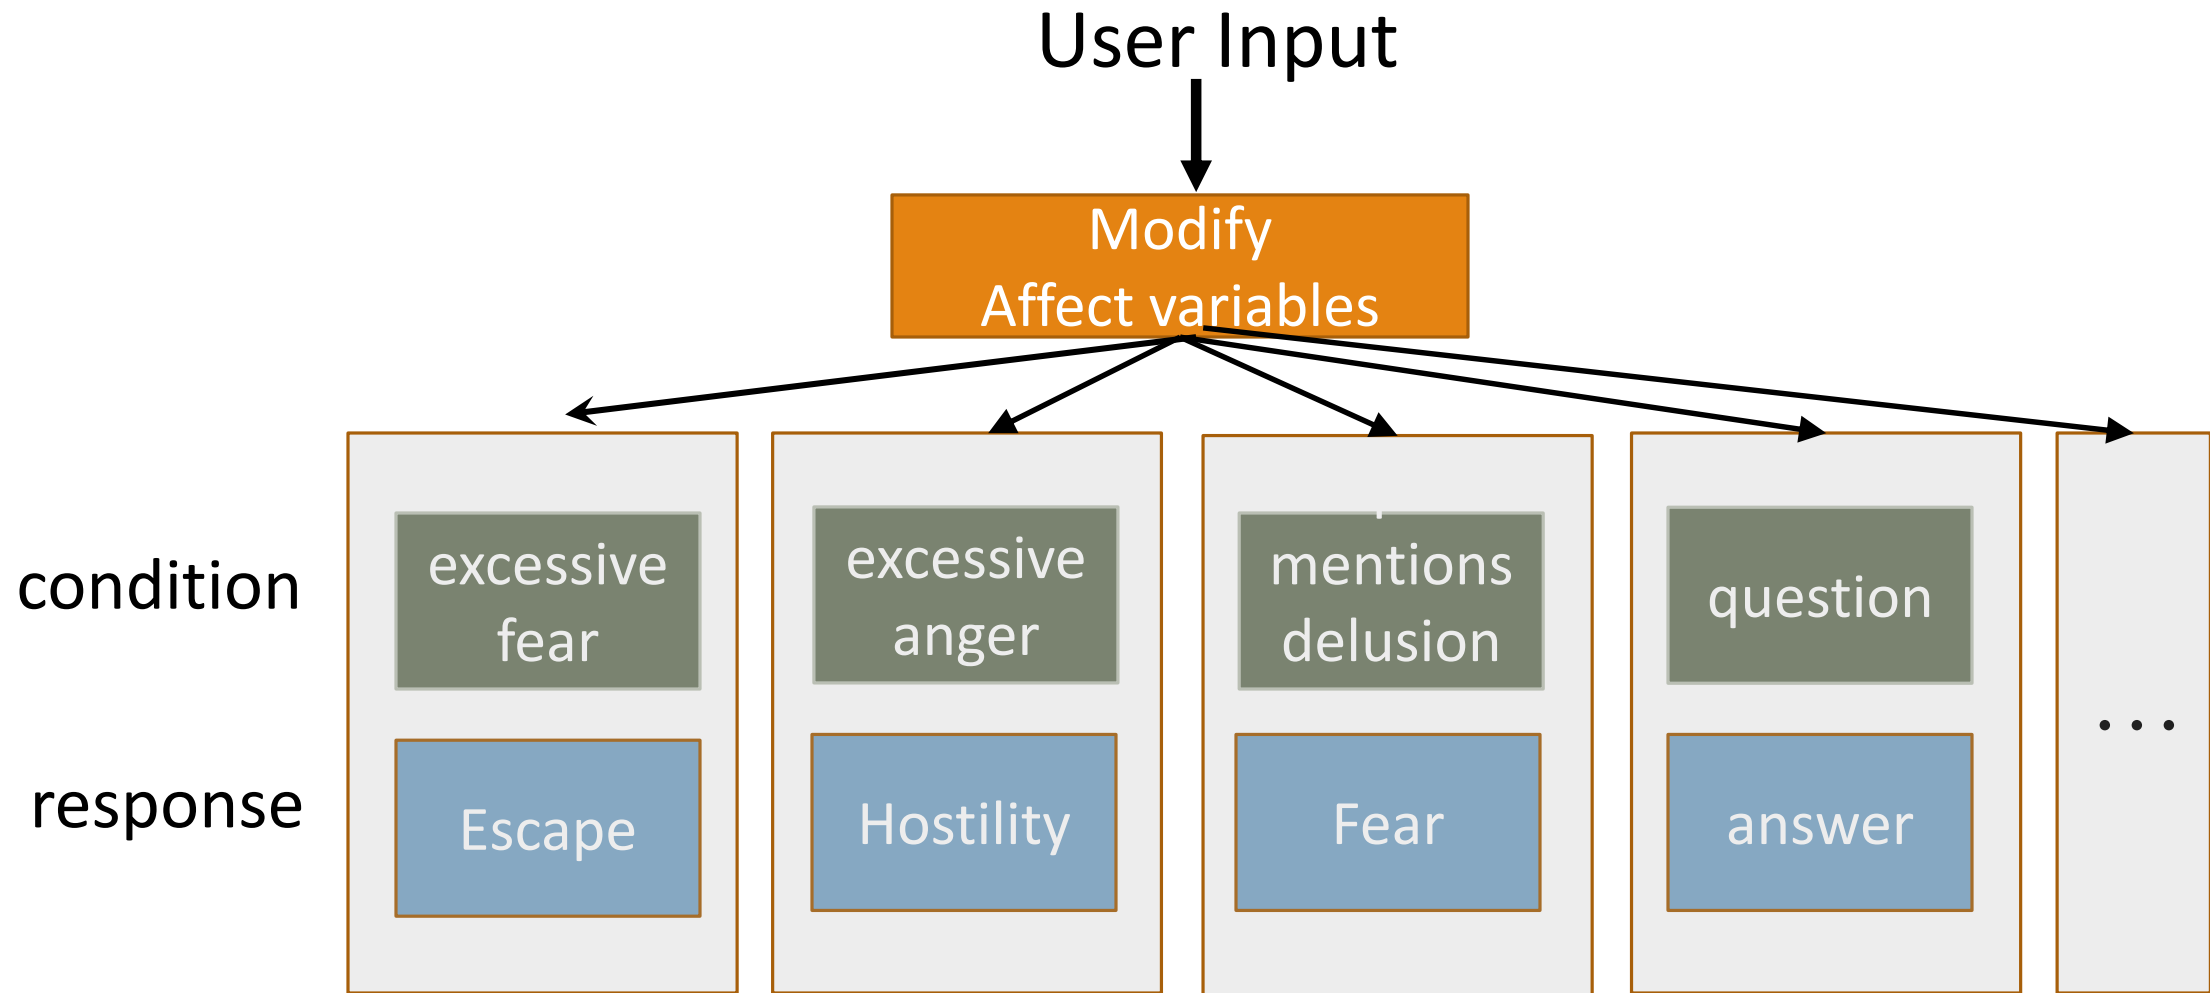 User Input
Modify
Affect variables
condition
excessive
fear
excessive
anger
mentions
delusion
question
response
Escape
Hostility
Fear
answer
...